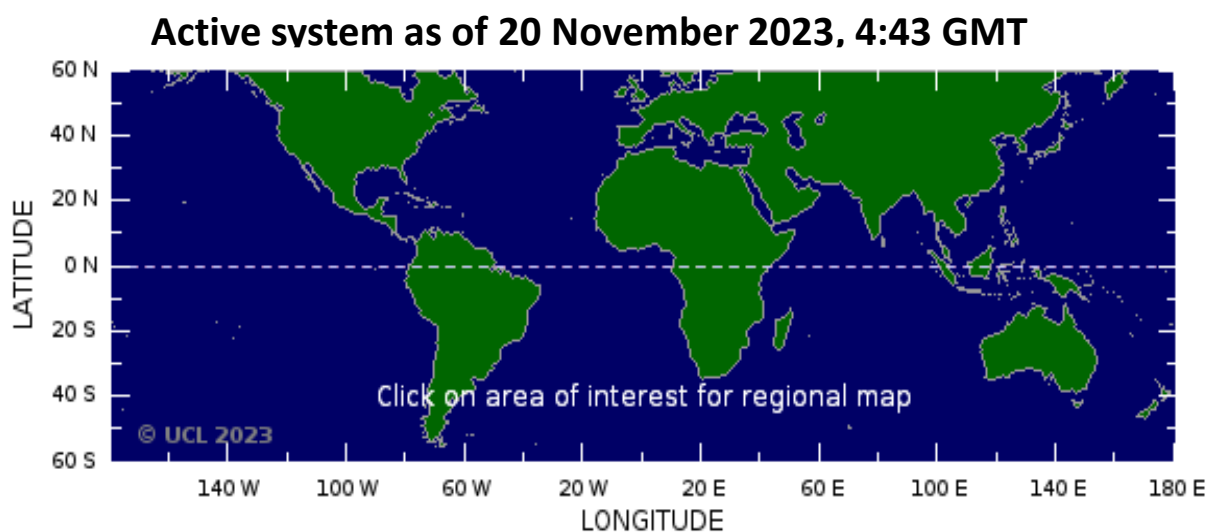 Active system as of 20 November 2023, 4:43 GMT
60 N
40 N
20 N
0 N
20 S
40 S
60 S
LATITUDE
Click on area of interest for regional map
© UCL 2023
140 W 100 W 60 W 20 W 20 E 60 E 100 E 140 E 180 E
LONGITUDE